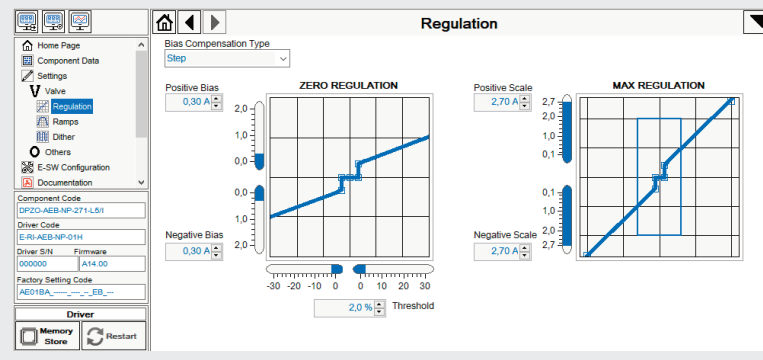 Regulation
Home Page
Component Data
Settings
Valve
Regulation
Ramps
Dither
Others
E-SW Configuration
Documentation
Component Code
DPZO-AEB-NP-271-L5/I
Driver Code
E-RI-AEB-NP-01H
Driver S/N Firmware
000000 A14.00
Factory Setting Code
Driver
Memory Store
Restart
Bias Compensation Type
Step
Positive Bias
0,30 A
ZERO REGULATION
2,0
1,0
0,0
0,0
1,0
2,0
Negative Bias
0,30 A
-30 -20 -10 0 0 10 20 30
2,0 % Threshold
Positive Scale
2,70 A
MAX REGULATION
2,7
2,0
1,0
0,1
0,1
1,0
2,0
2,7
Negative Scale
2,70 A